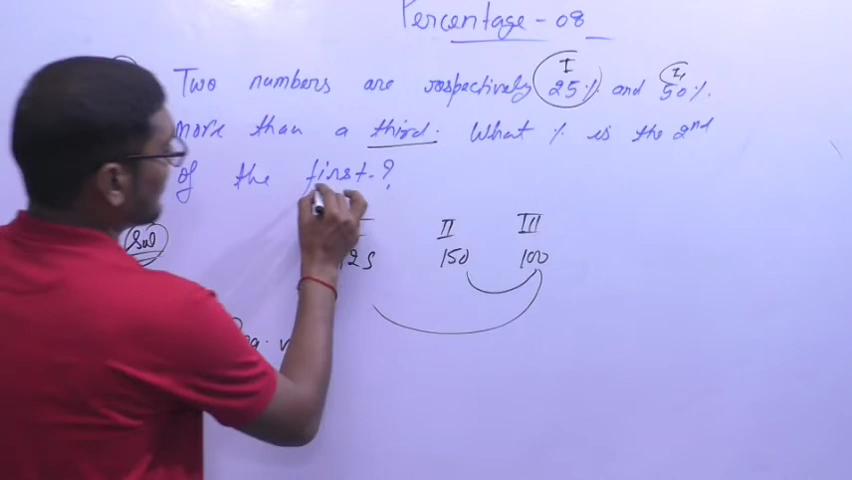 Percentage - 08
I I
Two numbers are respectively 25% and 50%.
more than a third. What % is the 2nd
of the first?
II III
Sol
125 150 100